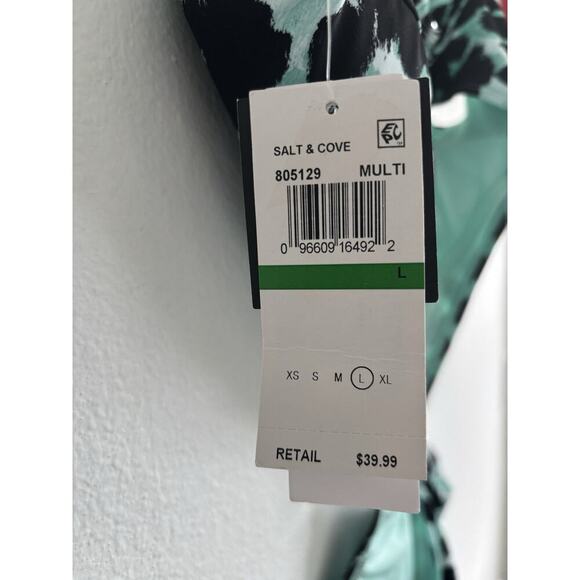 SALT & COVE
805129 MULTI
0 96609 16492 2
L
XS S M L XL
RETAIL $39.99